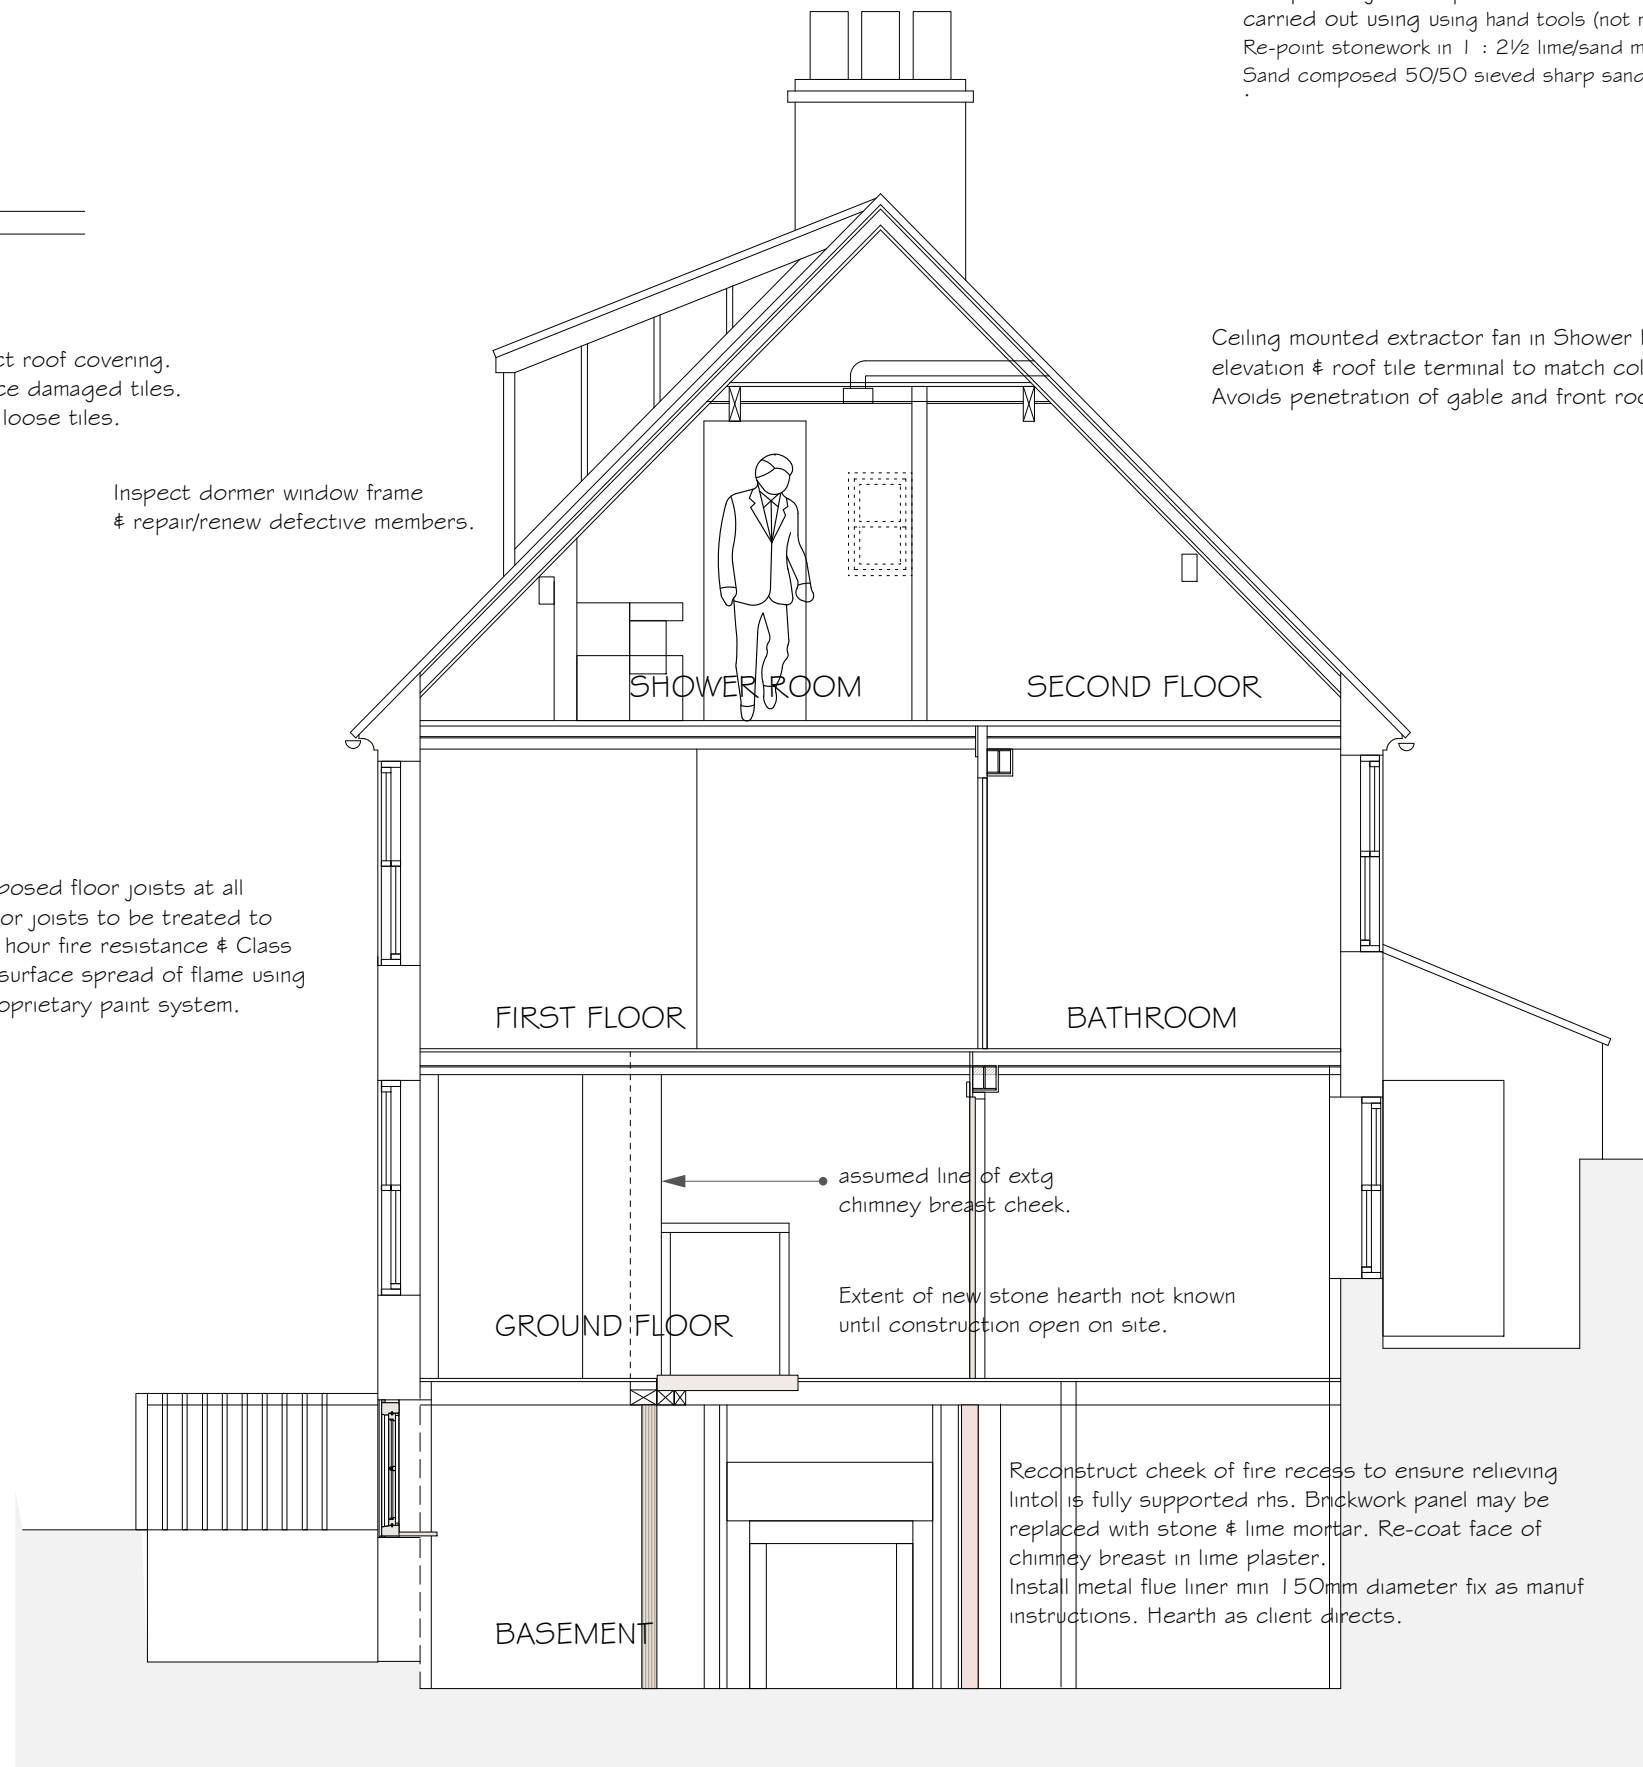 carried out using using hand tools (not
Re-point stonework in 1 : 2½ lime/sand
Sand composed 50/50 sieved sharp sand
roof covering.
damaged tiles.
loose tiles.
Ceiling mounted extractor fan in Shower
elevation & roof tile terminal to match
Avoids penetration of gable and front
Inspect dormer window frame
& repair/renew defective members.
SHOWER ROOM
SECOND FLOOR
floor joists at all
joists to be treated to
hour fire resistance & Class
surface spread of flame using
oprietary paint system.
FIRST FLOOR
BATHROOM
assumed line of extg
chimney breast cheek.
Extent of new stone hearth not known
until construction open on site.
GROUND FLOOR
Reconstruct cheek of fire recess to ensure relieving
lintol is fully supported rhs. Brickwork panel may be
replaced with stone & lime mortar. Re-coat face of
chimney breast in lime plaster.
Install metal flue liner min 150mm diameter fix as manuf
instructions. Hearth as client directs.
BASEMENT